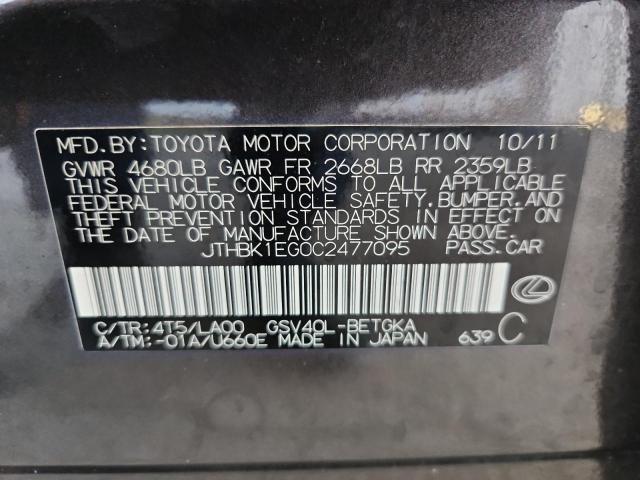 MFD.BY:TOYOTA MOTOR CORPORATION 10/11
GVWR 4680LB GAWR FR 2668LB RR 2359LB
THIS VEHICLE CONFORMS TO ALL APPLICABLE
FEDERAL MOTOR VEHICLE SAFETY,BUMPER,AND
THEFT PREVENTION STANDARDS IN EFFECT ON
THE DATE OF MANUFACTURE SHOWN ABOVE.
JTHBK1EG0C2477095 PASS.CAR
C/TR:4T5/LA00 GSV40L-BETGKA
A/TM:-01A/U660E MADE IN JAPAN 639 C